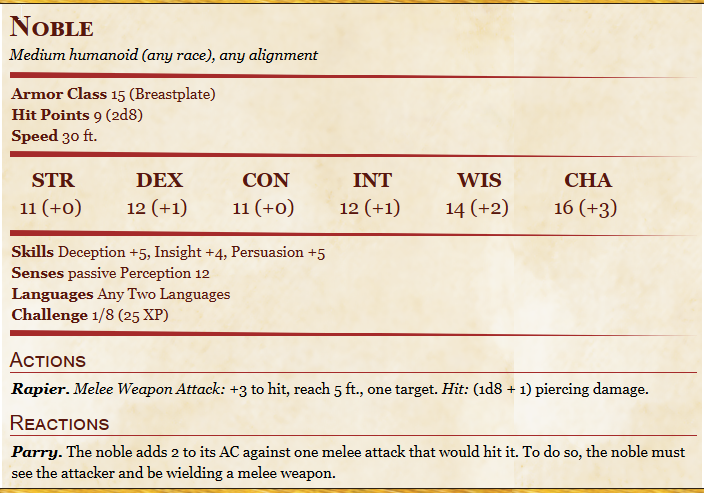 Noble
Medium humanoid (any race), any alignment
Armor Class 15 (Breastplate)
Hit Points 9 (2d8)
Speed 30 ft.
STR DEX CON INT WIS CHA
11 (+0) 12 (+1) 11 (+0) 12 (+1) 14 (+2) 16 (+3)
Skills Deception +5, Insight +4, Persuasion +5
Senses passive Perception 12
Languages Any Two Languages
Challenge 1/8 (25 XP)
Actions
Rapier. Melee Weapon Attack: +3 to hit, reach 5 ft., one target. Hit: (1d8 + 1) piercing damage.
Reactions
Parry. The noble adds 2 to its AC against one melee attack that would hit it. To do so, the noble must
see the attacker and be wielding a melee weapon.